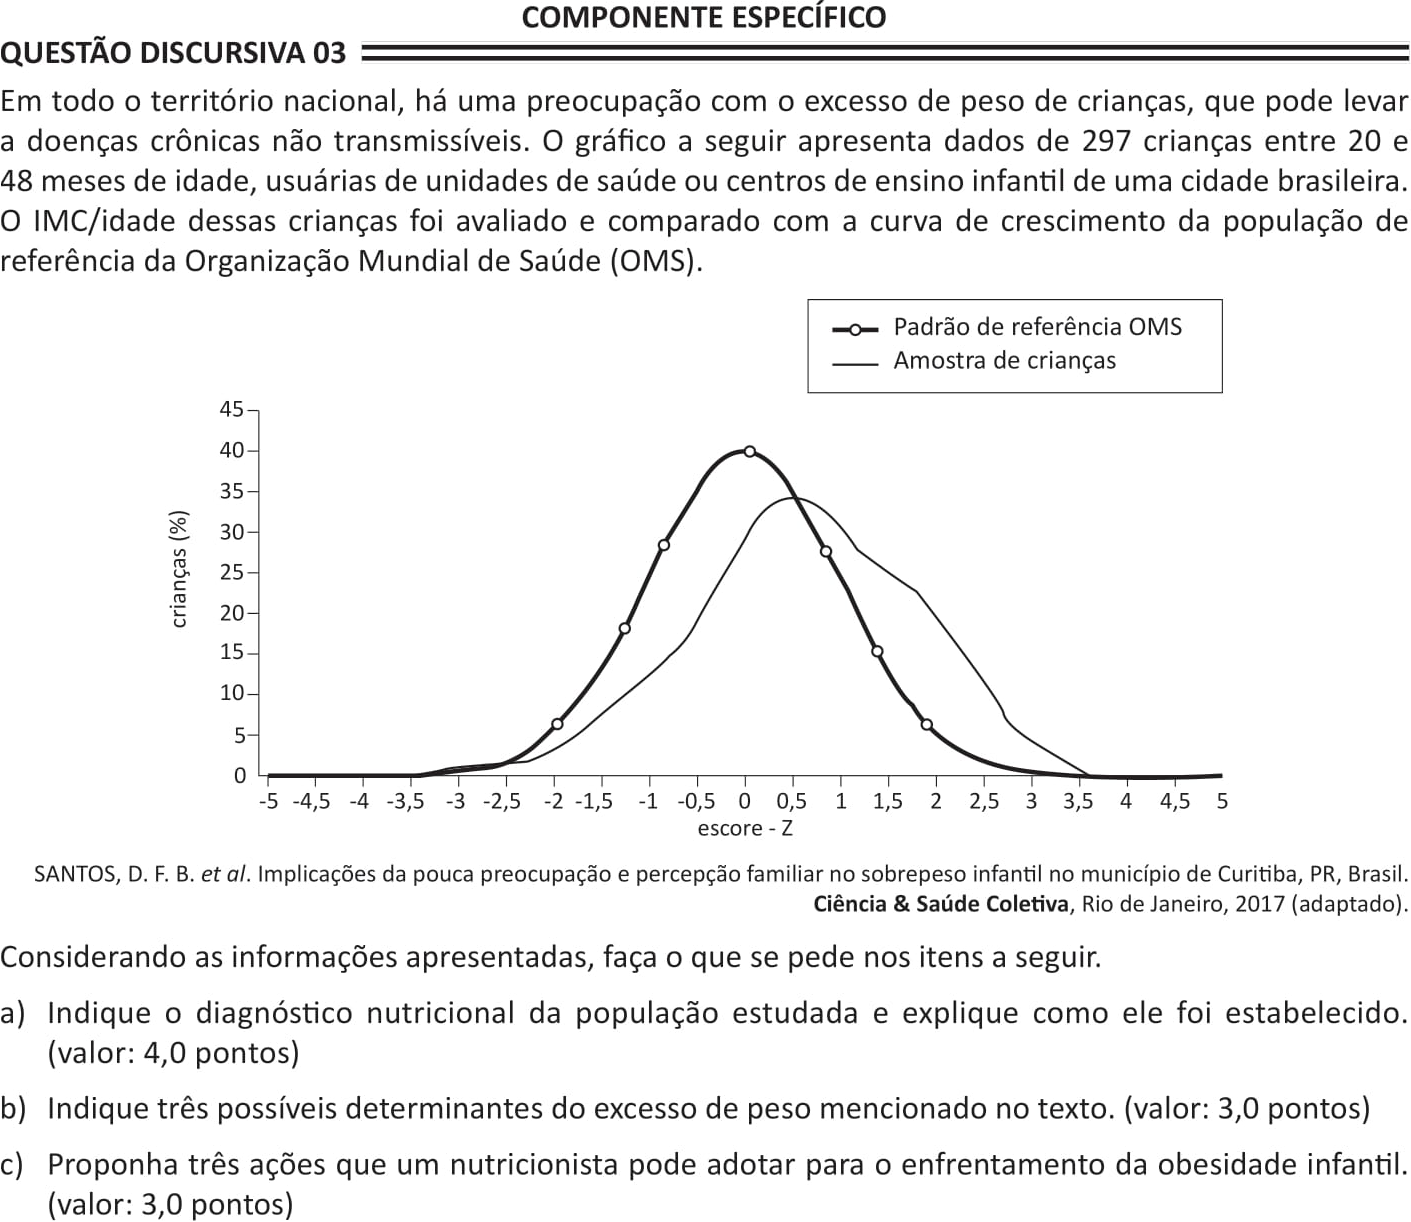 COMPONENTE ESPECÍFICO
QUESTÃO DISCURSIVA 03
Em todo o território nacional, há uma preocupação com o excesso de peso de crianças, que pode levar
a doenças crônicas não transmissíveis. O gráfico a seguir apresenta dados de 297 crianças entre 20 e
48 meses de idade, usuárias de unidades de saúde ou centros de ensino infantil de uma cidade brasileira.
O IMC/idade dessas crianças foi avaliado e comparado com a curva de crescimento da população de
referência da Organização Mundial de Saúde (OMS).
Padrão de referência OMS
Amostra de crianças
45
40
35
30
25
20
15
10
5
0
crianças (%)
-5 -4,5 -4 -3,5 -3 -2,5 -2 -1,5 -1 -0,5 0 0,5 1 1,5 2 2,5 3 3,5 4 4,5 5
escore - Z
SANTOS, D. F. B. et al. Implicações da pouca preocupação e percepção familiar no sobrepeso infantil no município de Curitiba, PR, Brasil.
Ciência & Saúde Coletiva, Rio de Janeiro, 2017 (adaptado).
Considerando as informações apresentadas, faça o que se pede nos itens a seguir.
a) Indique o diagnóstico nutricional da população estudada e explique como ele foi estabelecido.
(valor: 4,0 pontos)
b) Indique três possíveis determinantes do excesso de peso mencionado no texto. (valor: 3,0 pontos)
c) Proponha três ações que um nutricionista pode adotar para o enfrentamento da obesidade infantil.
(valor: 3,0 pontos)